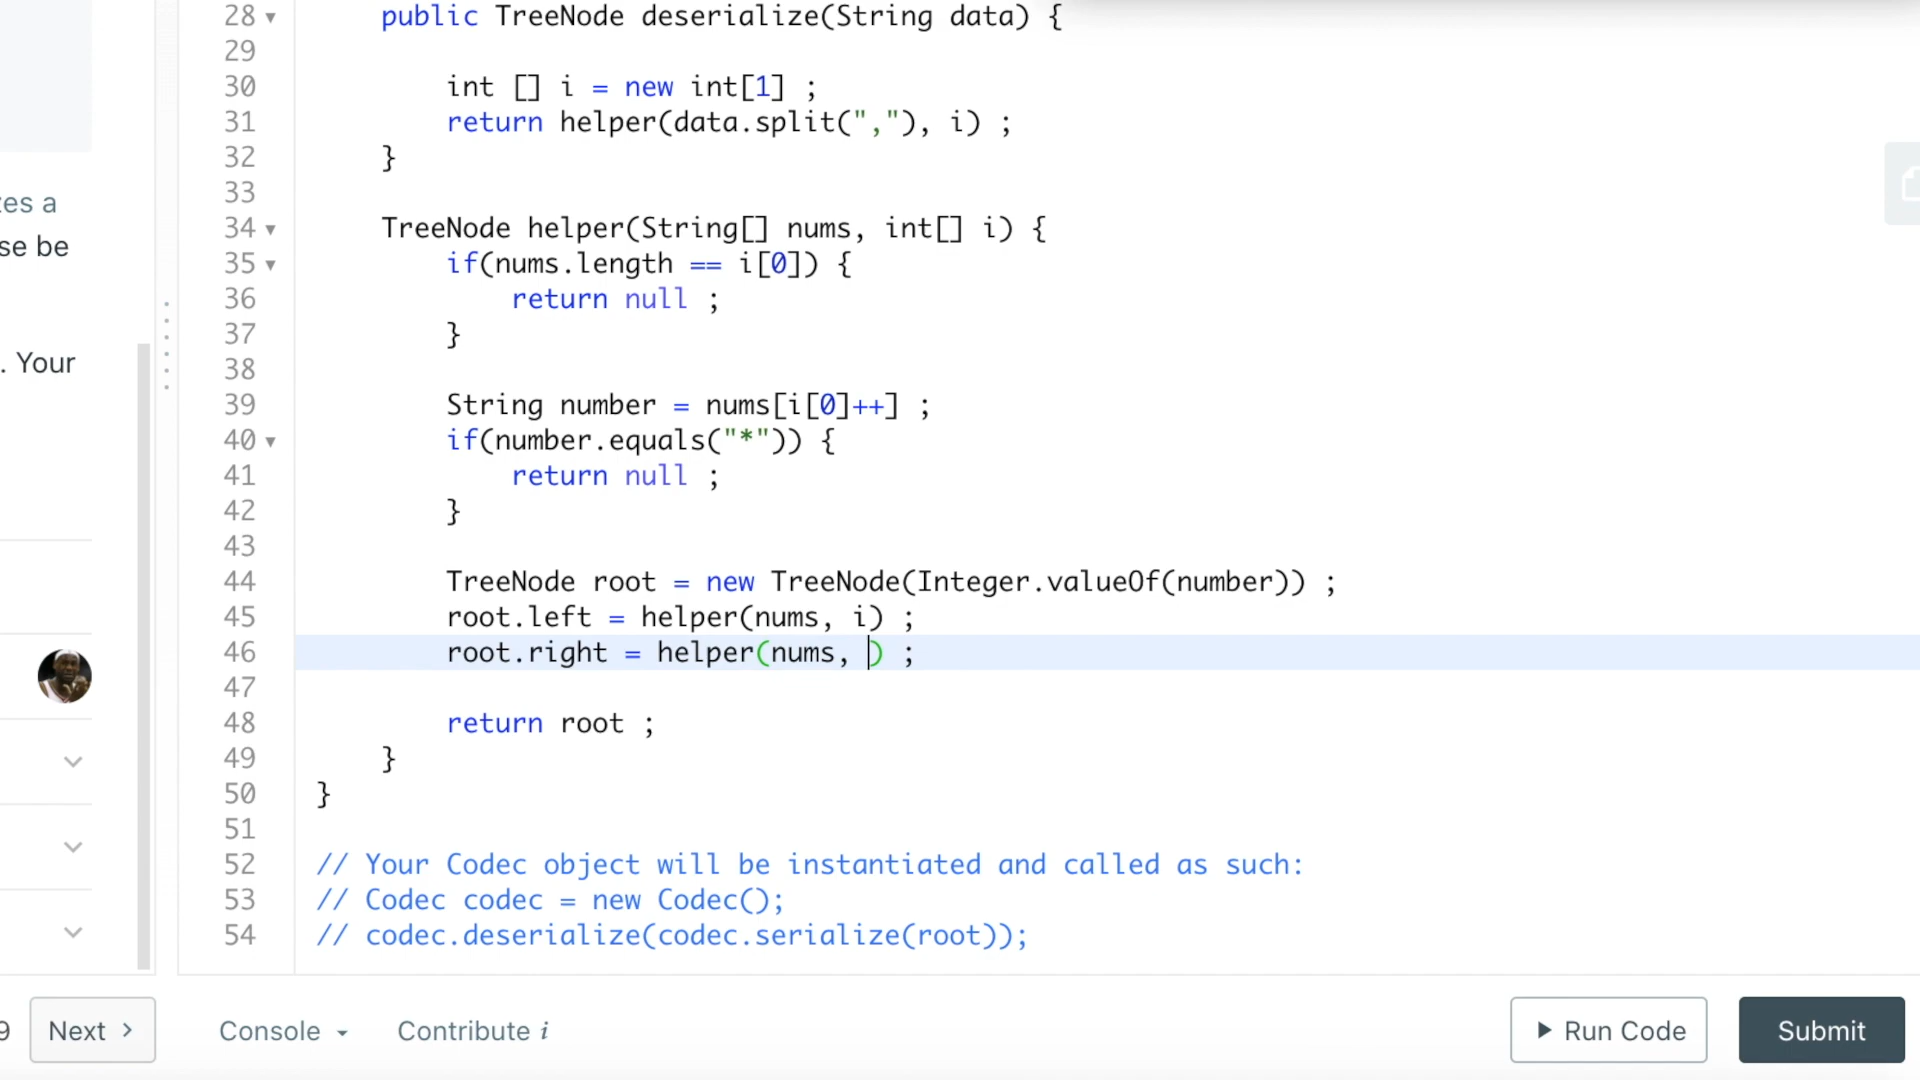 zes a
se be
. Your
28 public TreeNode deserialize(String data) {
29
30 int [] i = new int[1] ;
31 return helper(data.split(","), i) ;
32 }
33
34 TreeNode helper(String[] nums, int[] i) {
35 if(nums.length == i[0]) {
36 return null ;
37 }
38
39 String number = nums[i[0]++] ;
40 if(number.equals("*")) {
41 return null ;
42 }
43
44 TreeNode root = new TreeNode(Integer.valueOf(number)) ;
45 root.left = helper(nums, i) ;
46 root.right = helper(nums, ) ;
47
48 return root ;
49 }
50 }
51
52 // Your Codec object will be instantiated and called as such:
53 // Codec codec = new Codec();
54 // codec.deserialize(codec.serialize(root));
9 Next > Console Contribute i Run Code Submit